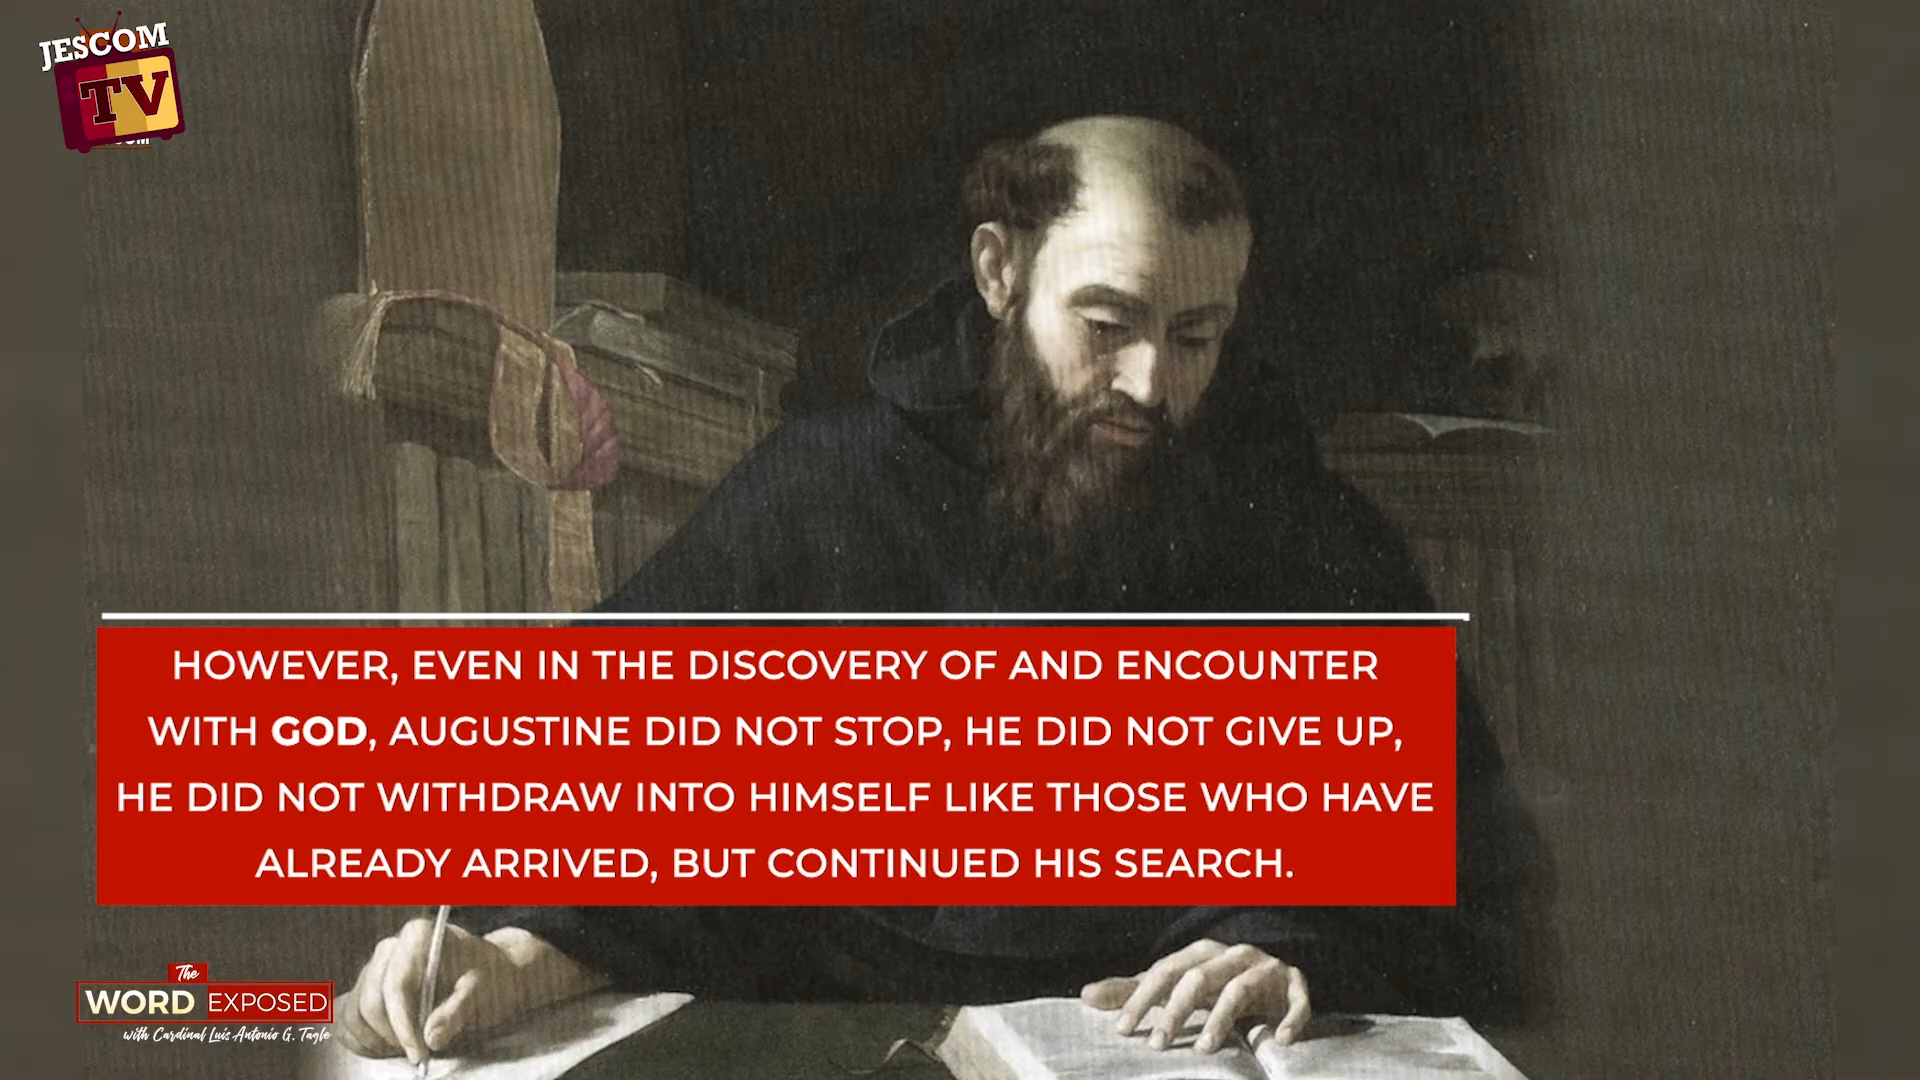 JESCOM
TV
HOWEVER, EVEN IN THE DISCOVERY OF AND ENCOUNTER
WITH GOD, AUGUSTINE DID NOT STOP, HE DID NOT GIVE UP,
HE DID NOT WITHDRAW INTO HIMSELF LIKE THOSE WHO HAVE
ALREADY ARRIVED, BUT CONTINUED HIS SEARCH.
The
WORD EXPOSED
with Cardinal Luis Antonio G. Tagle